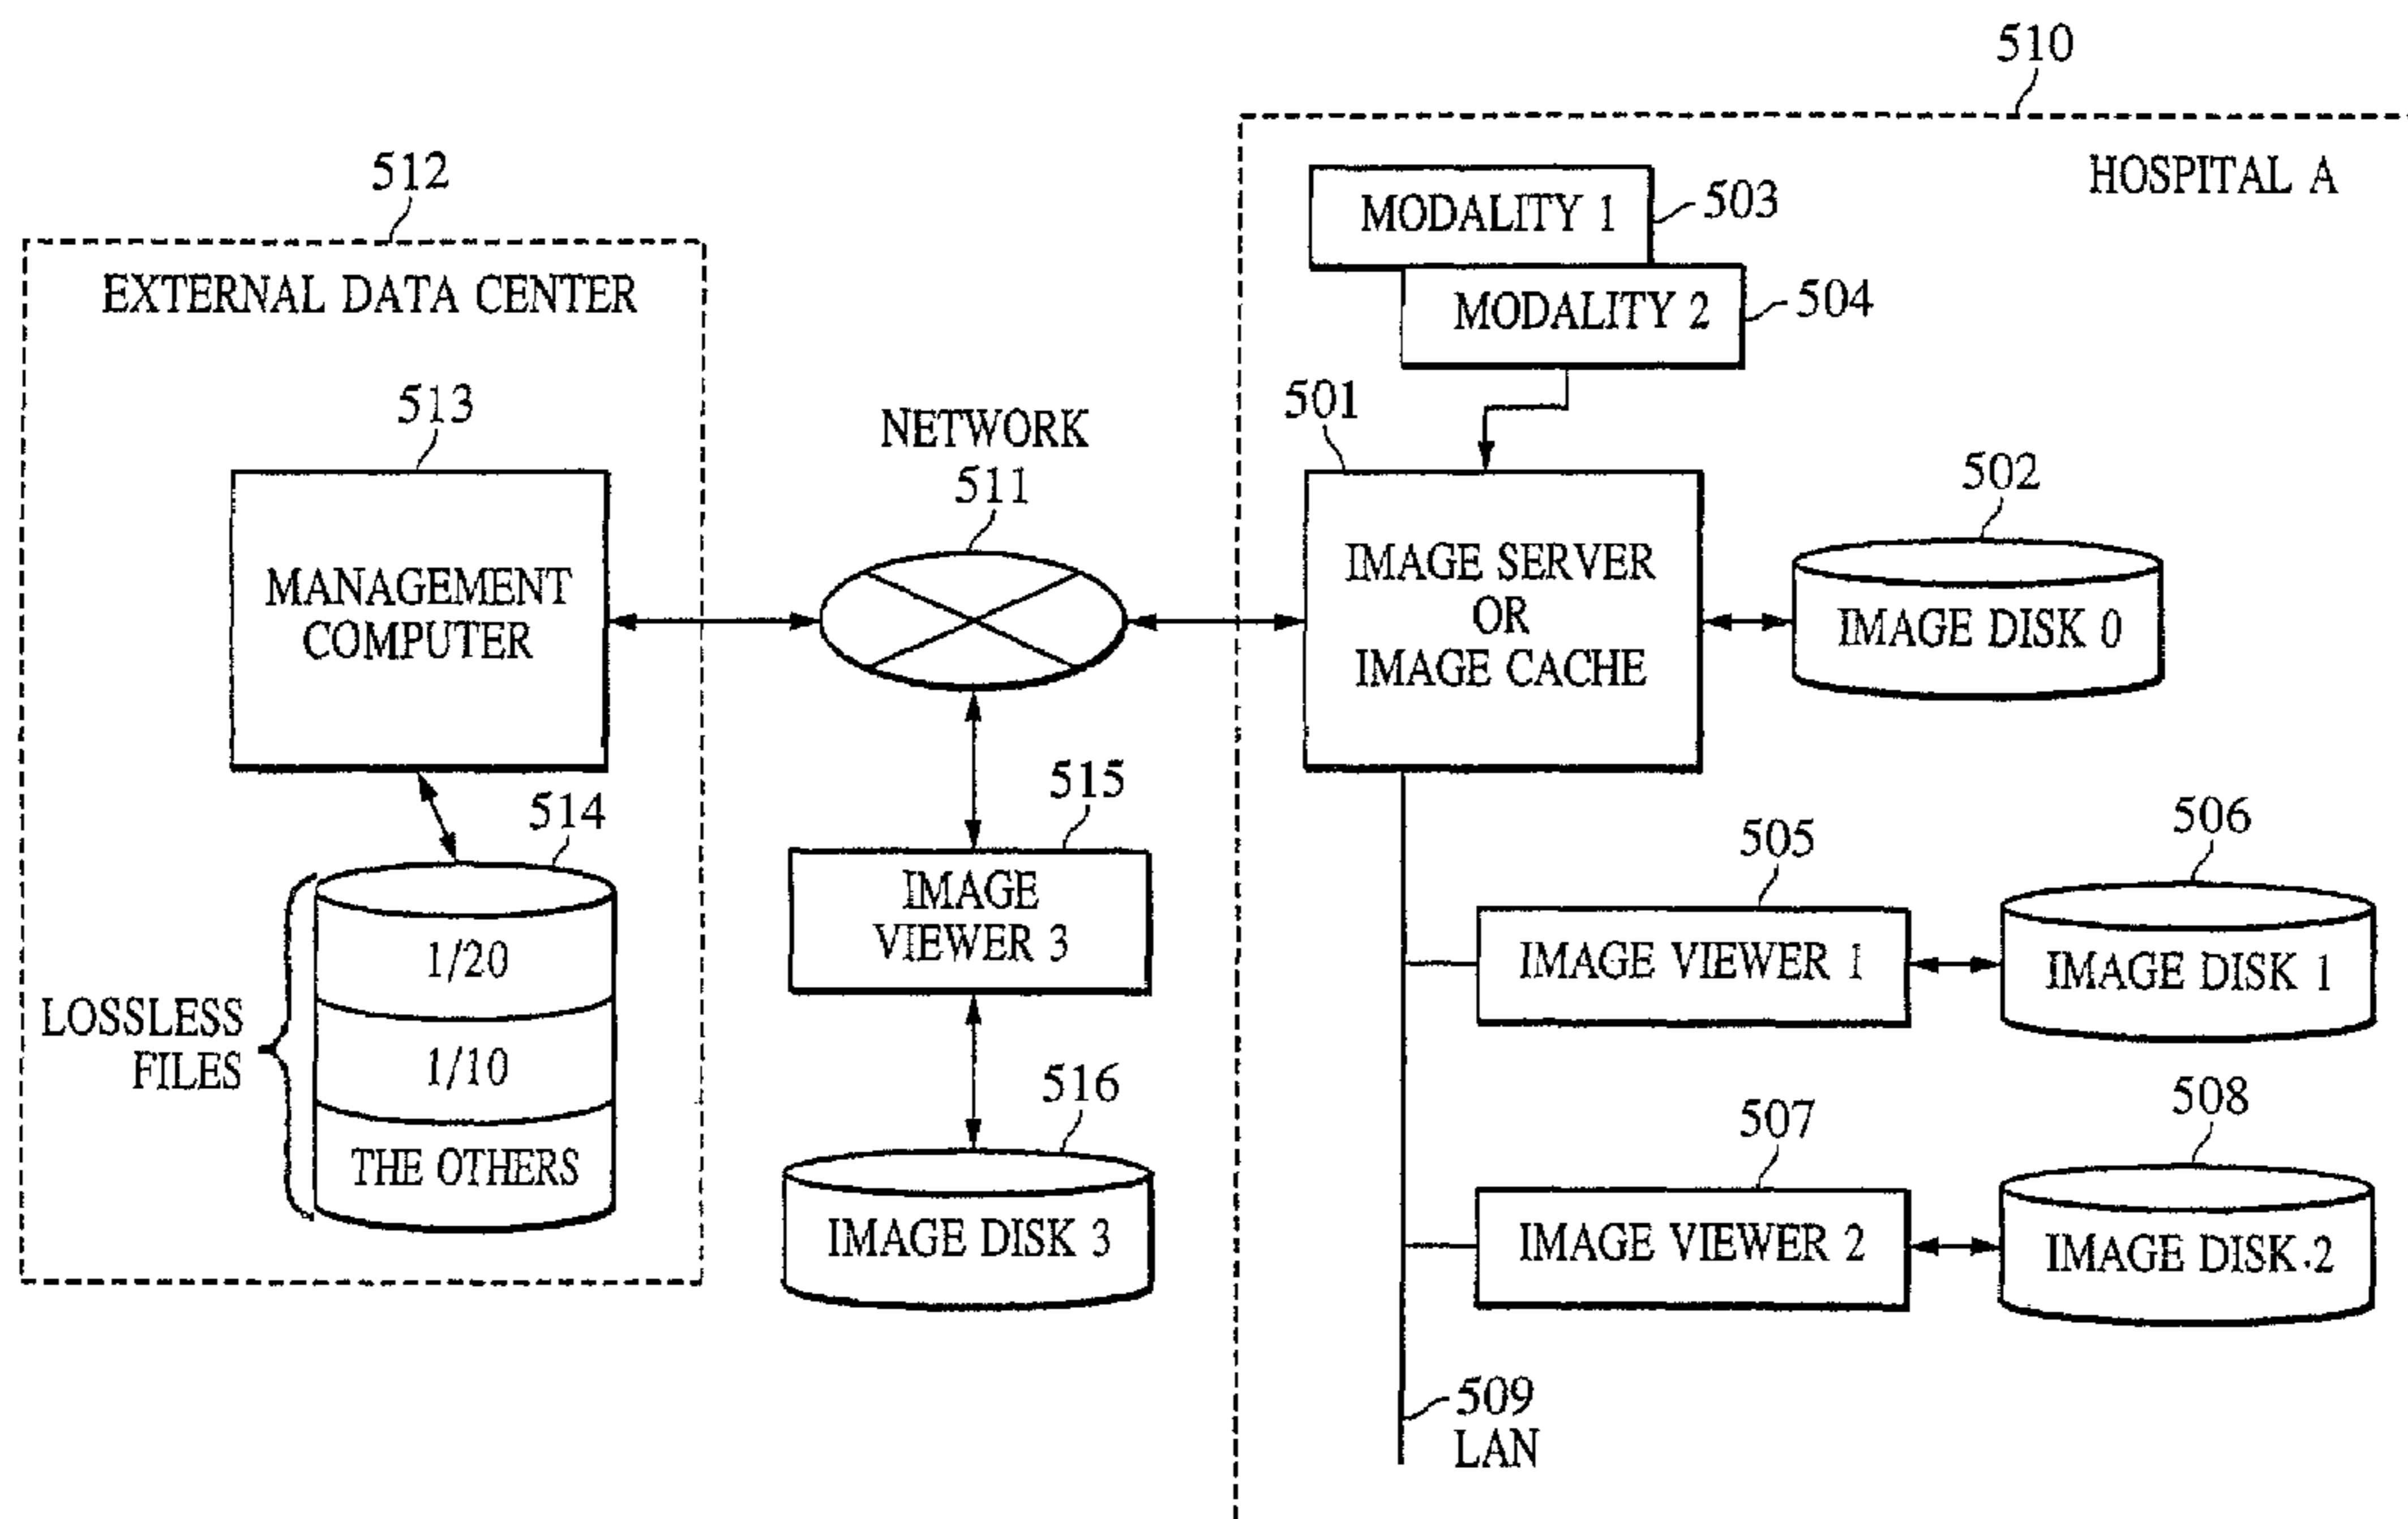 510
HOSPITAL A
512
EXTERNAL DATA CENTER
MODALITY 1
503
MODALITY 2
504
513
MANAGEMENT
COMPUTER
NETWORK
511
501
IMAGE SERVER
OR
IMAGE CACHE
502
IMAGE DISK 0
514
1/20
1/10
THE OTHERS
LOSSLESS
FILES
515
IMAGE
VIEWER 3
516
IMAGE DISK 3
505
IMAGE VIEWER 1
506
IMAGE DISK 1
507
IMAGE VIEWER 2
508
IMAGE DISK 2
509
LAN